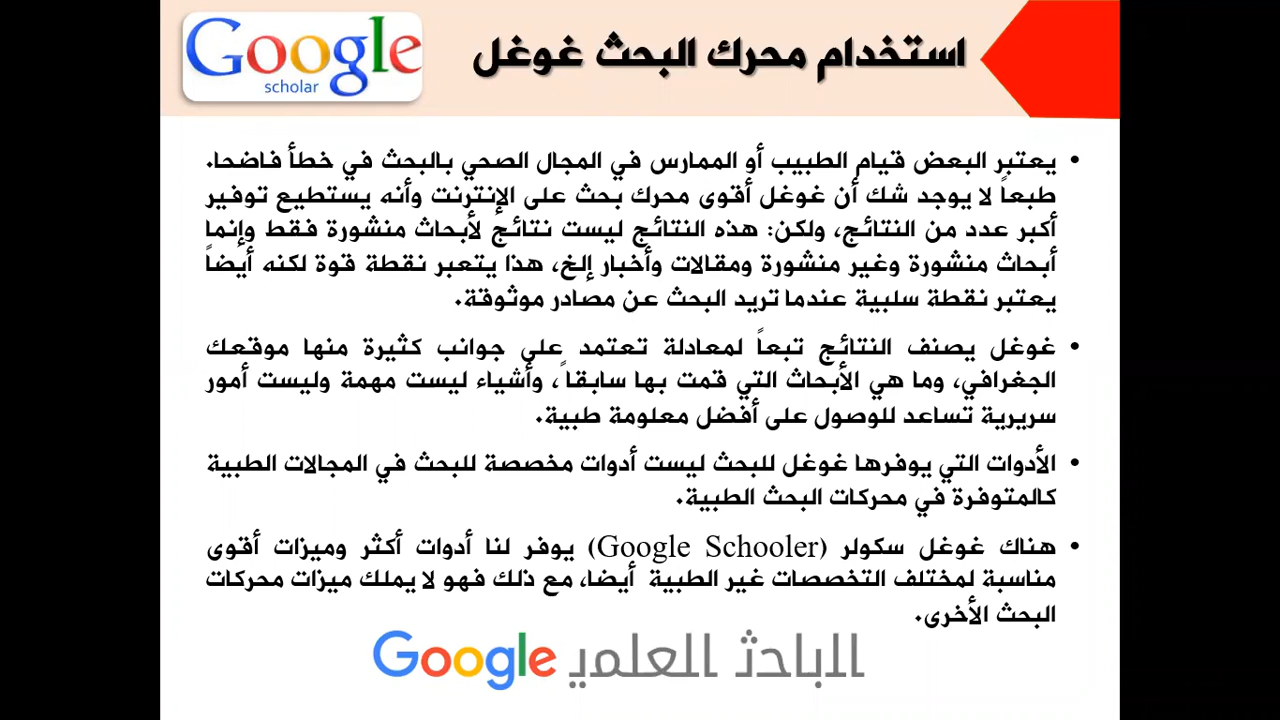 استخدام محرك البحث غوغل
Google
scholar
• يعتبر البعض قيام الطبيب أو الممارس في المجال الصحي بالبحث في خطأ فاضحا.
طبعاً لا يوجد شك أن غوغل أقوى محرك بحث على الإنترنت وأنه يستطيع توفير
أكبر عدد من النتائج، ولكن: هذه النتائج ليست نتائج لأبحاث منشورة فقط وإنما
أبحاث منشورة وغير منشورة ومقالات وأخبار إلخ، هذا يتعبر نقطة قوة لكنه أيضاً
يعتبر نقطة سلبية عندما تريد البحث عن مصادر موثوقة.
• غوغل يصنف النتائج تبعاً لمعادلة تعتمد على جوانب كثيرة منها موقعك
الجغرافي، وما هي الأبحاث التي قمت بها سابقاً، وأشياء ليست مهمة وليست أمور
سريرية تساعد للوصول على أفضل معلومة طبية.
• الأدوات التي يوفرها غوغل للبحث ليست أدوات مخصصة للبحث في المجالات الطبية
كالمتوفرة في محركات البحث الطبية.
• هناك غوغل سكولر (Google Schooler) يوفر لنا أدوات أكثر وميزات أقوى
مناسبة لمختلف التخصصات غير الطبية أيضا، مع ذلك فهو لا يملك ميزات محركات
البحث الأخرى.
الباحث العلمي Google